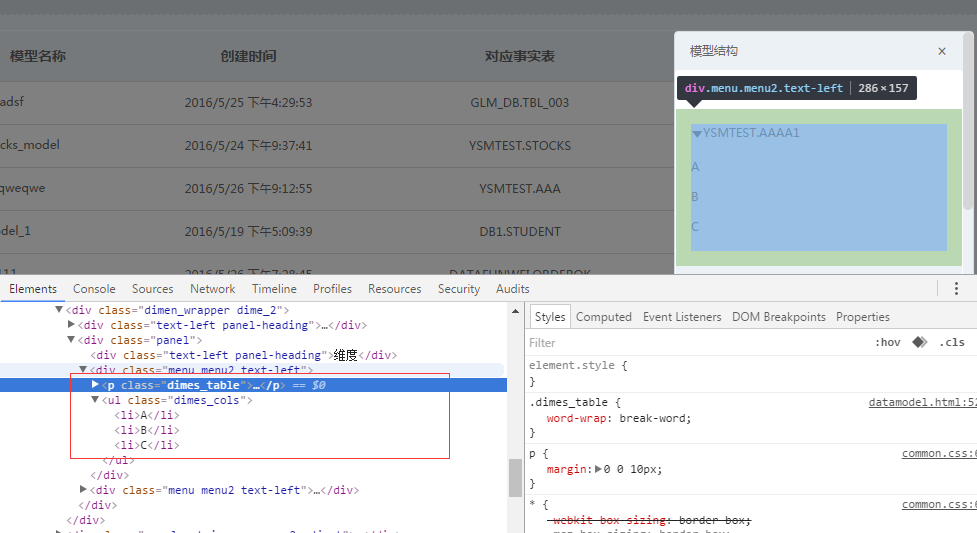 模型名称 创建时间 对应事实表
模型结构 ×
adsf 2016/5/25 下午4:29:53 GLM_DB.TBL_003
div.menu.menu2.text-left 286×157
cks_model 2016/5/24 下午9:37:41 YSMTEST.STOCKS
YSMTEST.AAAA1
qweqwe 2016/5/26 下午9:12:55 YSMTEST.AAA
A
B
del_1 2016/5/19 下午5:09:39 DB1.STUDENT
C
Elements Console Sources Network Timeline Profiles Resources Security Audits
▼<div class="dimen_wrapper dime_2">
▶<div class="text-left panel-heading">…</div>
▼<div class="panel">
<div class="text-left panel-heading">维度</div>
▼<div class="menu menu2 text-left">
▶<p class="dimes_table">…</p> == $0
▼<ul class="dimes_cols">
<li>A</li>
<li>B</li>
<li>C</li>
</ul>
</div>
▶<div class="menu menu2 text-left">…</div>
</div>
</div>
Styles Computed Event Listeners DOM Breakpoints Properties
Filter :hov .cls
element.style {
}
.dimes_table { datamodel.html:52
word-wrap: break-word;
}
p { common.css:6
margin:▶0 0 10px;
}
* { common.css:6
-webkit-box-sizing: border-box;
-moz-box-sizing: border-box;